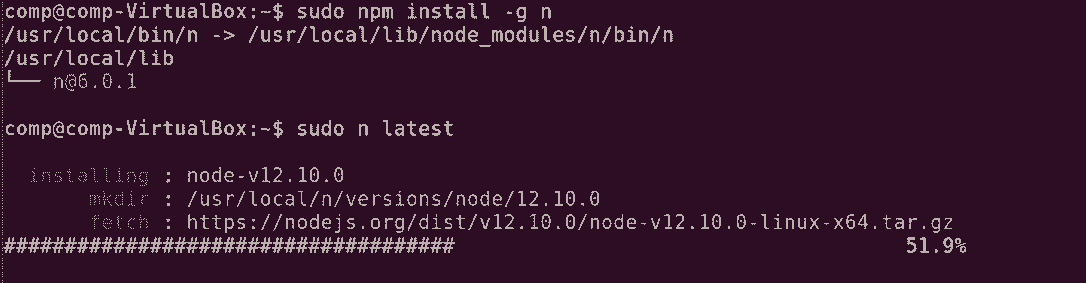 comp@comp-VirtualBox:~$ sudo npm install -g n
/usr/local/bin/n -> /usr/local/lib/node_modules/n/bin/n
/usr/local/lib
└── n@6.0.1
comp@comp-VirtualBox:~$ sudo n latest
installing : node-v12.10.0
mkdir : /usr/local/n/versions/node/12.10.0
fetch : https://nodejs.org/dist/v12.10.0/node-v12.10.0-linux-x64.tar.gz
##################################### 51.9%